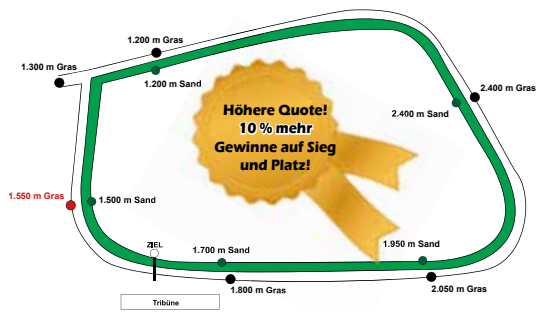 1.200 m Gras
1.300 m Gras
1.200 m Sand
2.400 m Gras
2.400 m Sand
Höhere Quote!
10 % mehr
Gewinne auf Sieg
und Platz!
1.550 m Gras
1.500 m Sand
ZIEL
1.700 m Sand
1.950 m Sand
1.800 m Gras
2.050 m Gras
Tribüne